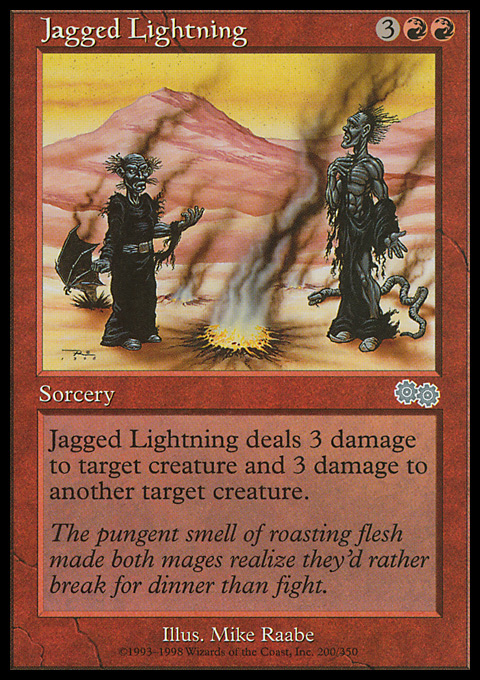 Jagged Lightning 3
Sorcery
Jagged Lightning deals 3 damage
to target creature and 3 damage to
another target creature.
The pungent smell of roasting flesh
made both mages realize they'd rather
break for dinner than fight.
Illus. Mike Raabe
©1993–1998 Wizards of the Coast, Inc. 200/350